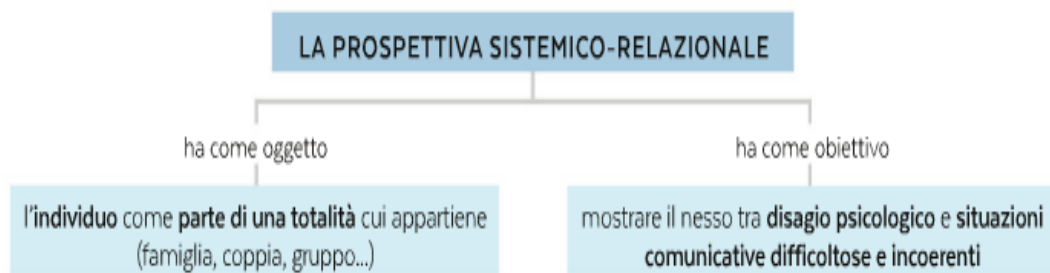 LA PROSPETTIVA SISTEMICO-RELAZIONALE
ha come oggetto
ha come obiettivo
l'individuo come parte di una totalità cui appartiene
(famiglia, coppia, gruppo...)
mostrare il nesso tra disagio psicologico e situazioni
comunicative difficoltose e incoerenti